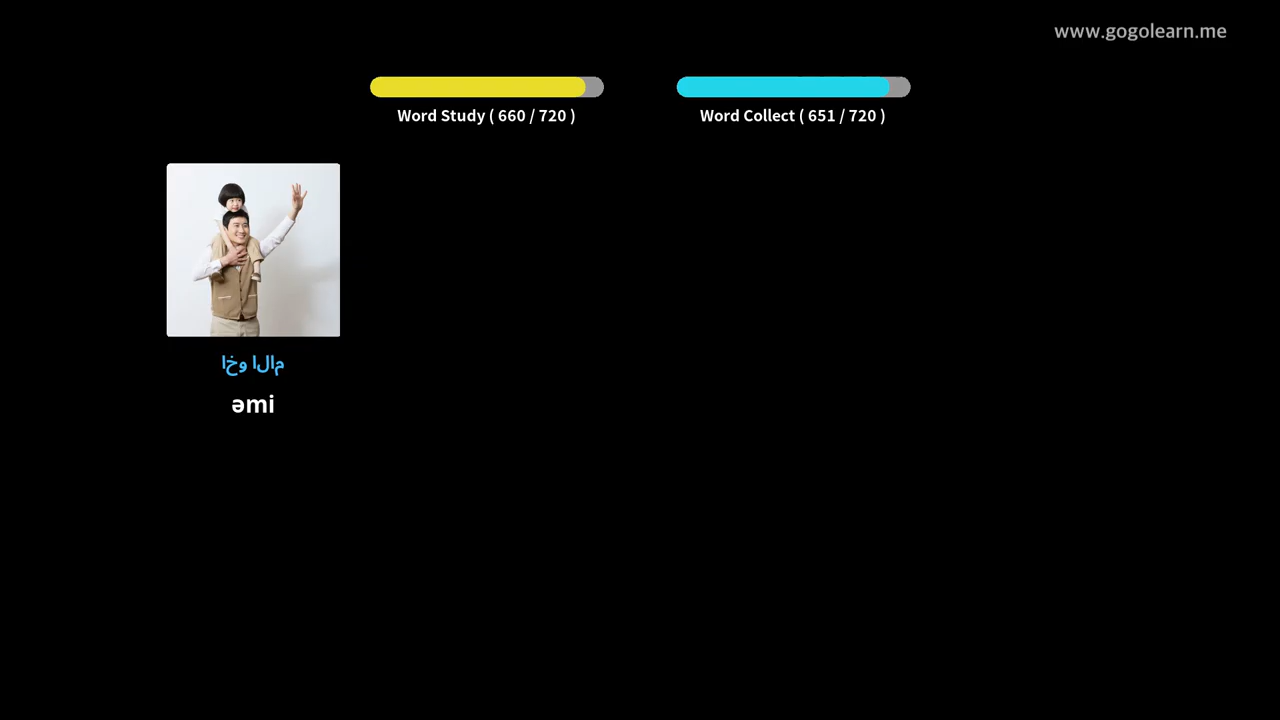 www.gogolearn.me
Word Study ( 660 / 720 )
Word Collect ( 651 / 720 )
اخو الام
əmi